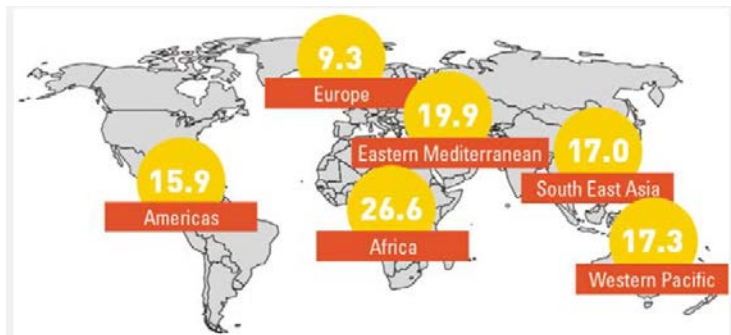 9.3
Europe
19.9
Eastern Mediterranean
17.0
South East Asia
15.9
Americas
26.6
Africa
17.3
Western Pacific